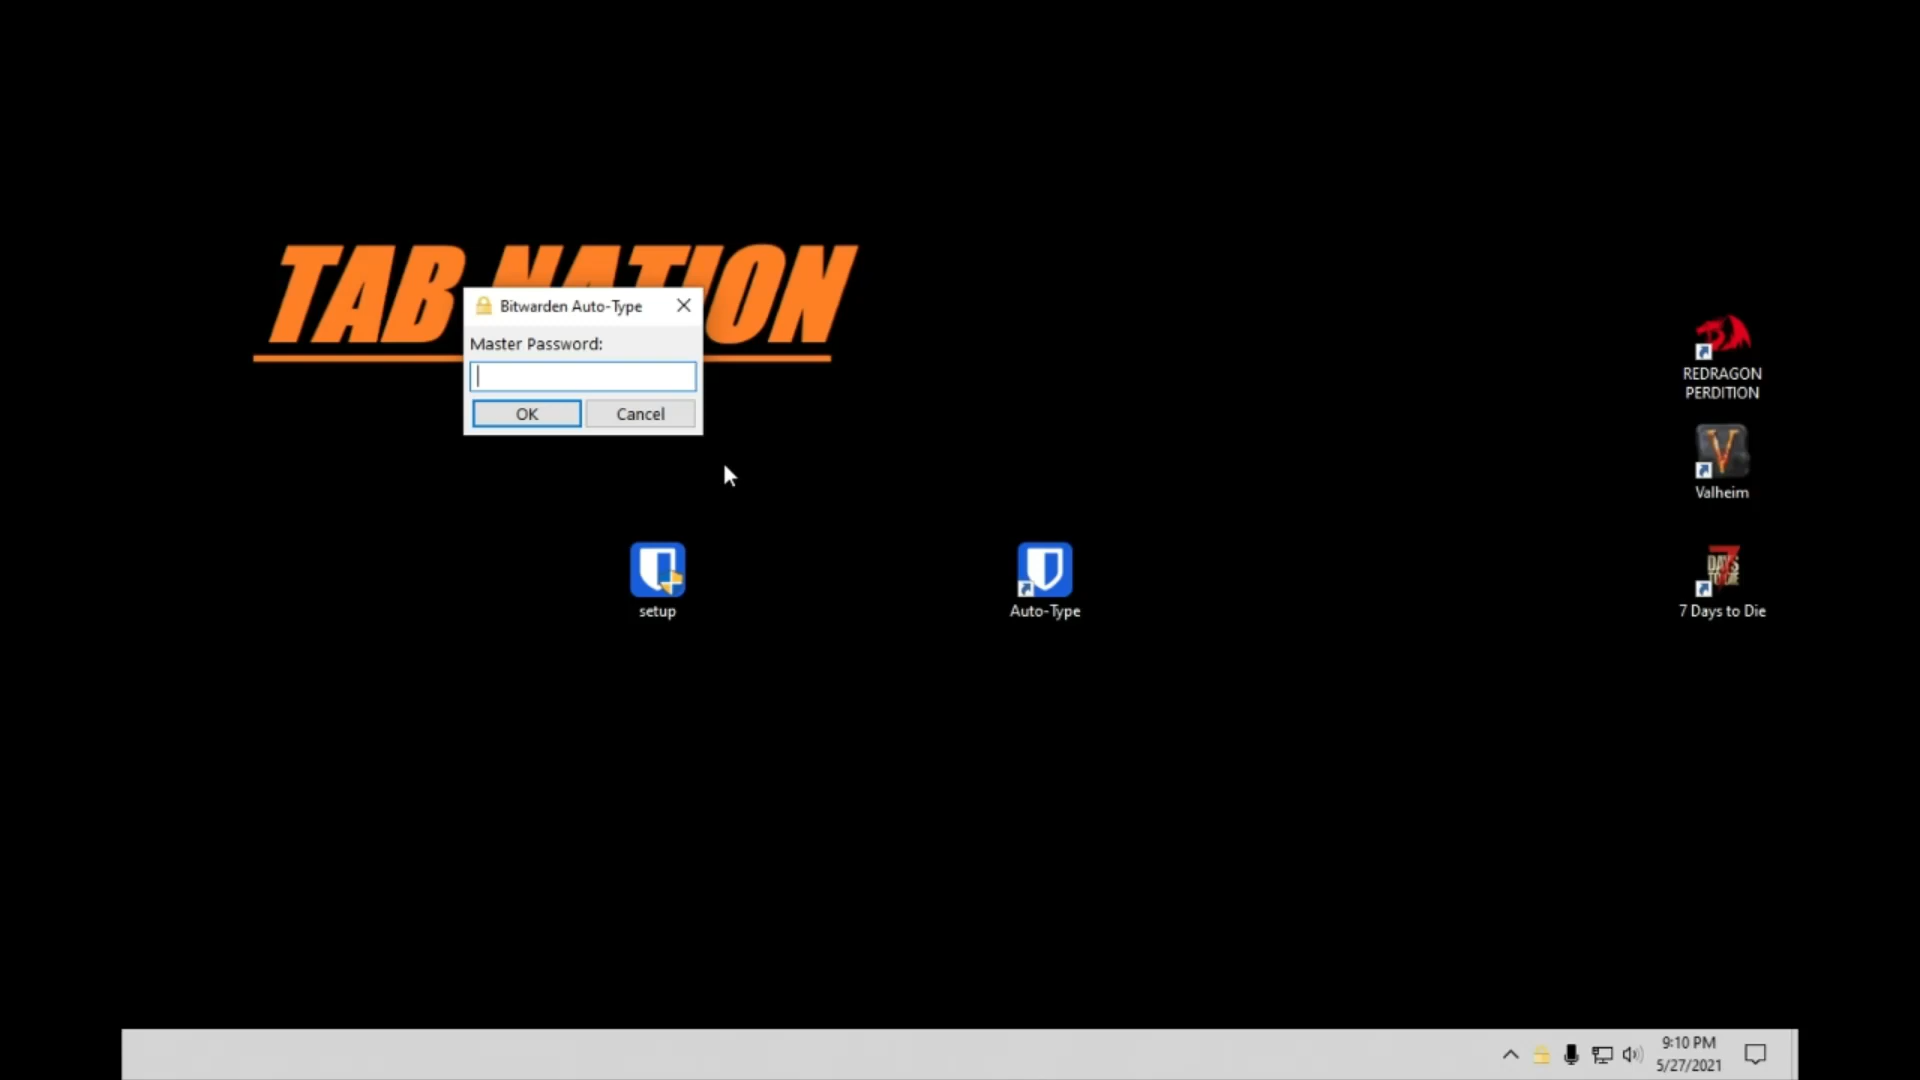 TAB NATION
Bitwarden Auto-Type
Master Password:
OK
Cancel
REDRAGON
PERDITION
Valheim
setup
Auto-Type
7 Days to Die
9:10 PM
5/27/2021